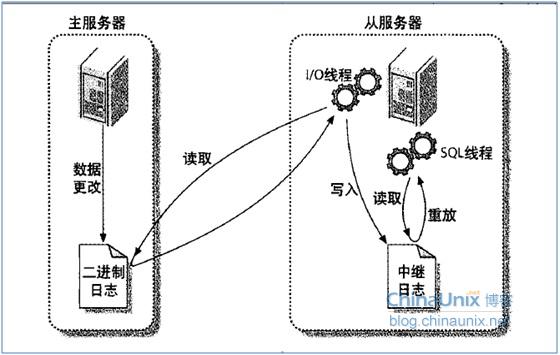 主服务器
从服务器
I/O线程
SQL线程
数据
更改
读取
写入
读取
重放
二进制
日志
中继
日志
ChinaUnix.net 博客
blog.chinaunix.net